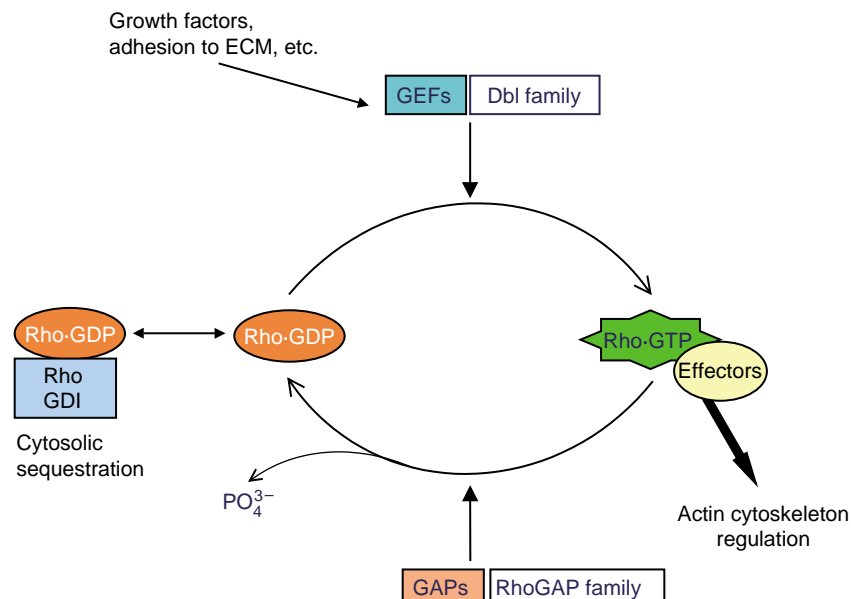 Growth factors,
adhesion to ECM, etc.
GEFs Dbl family
Rho·GDP
Rho
GDI
Cytosolic
sequestration
Rho·GDP
Rho·GTP
Effectors
PO₄³⁻
Actin cytoskeleton
regulation
GAPs RhoGAP family